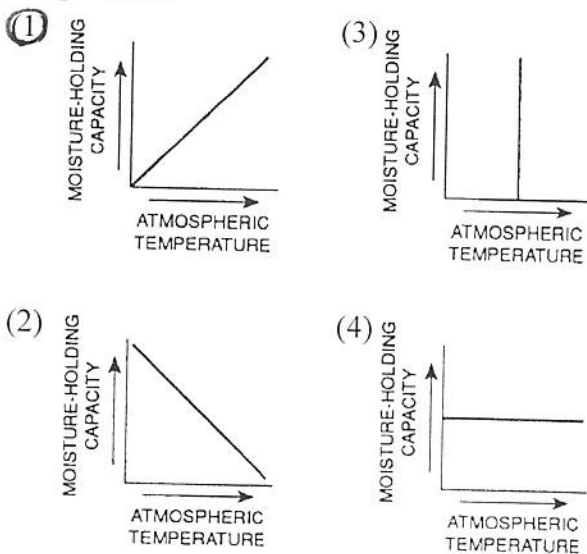 (1)
MOISTURE-HOLDING
CAPACITY
ATMOSPHERIC
TEMPERATURE
(3)
MOISTURE-HOLDING
CAPACITY
ATMOSPHERIC
TEMPERATURE
(2)
MOISTURE-HOLDING
CAPACITY
ATMOSPHERIC
TEMPERATURE
(4)
MOISTURE-HOLDING
CAPACITY
ATMOSPHERIC
TEMPERATURE